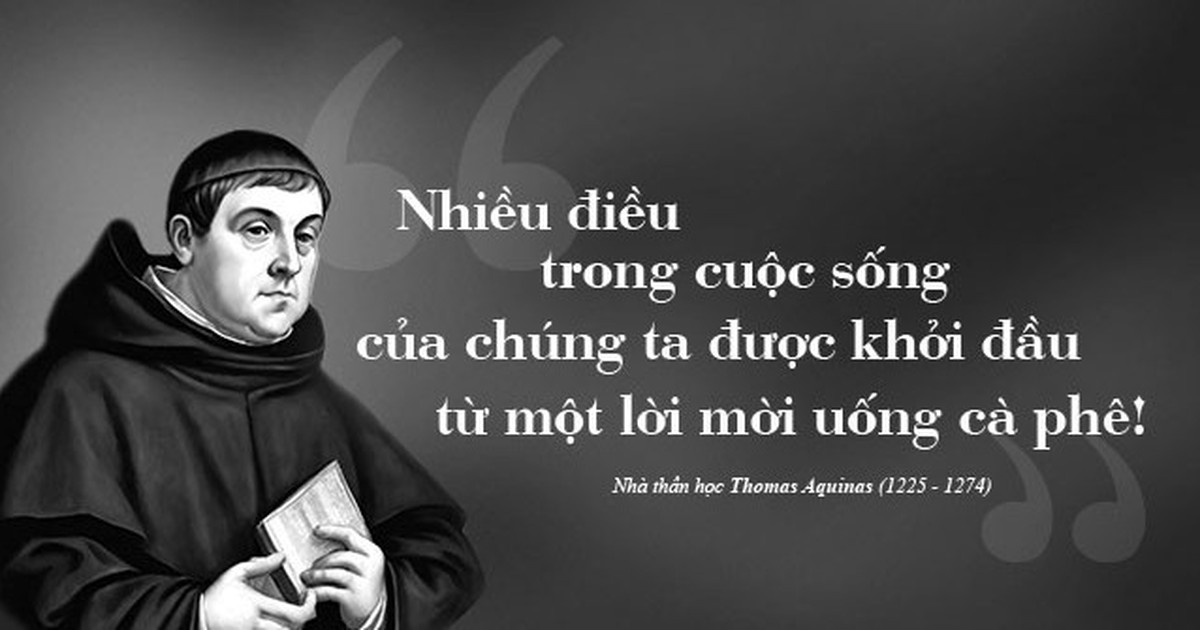 Nhiều điều
trong cuộc sống
của chúng ta được khởi đầu
từ một lời mời uống cà phê!
Nhà thần học Thomas Aquinas (1225 - 1274)